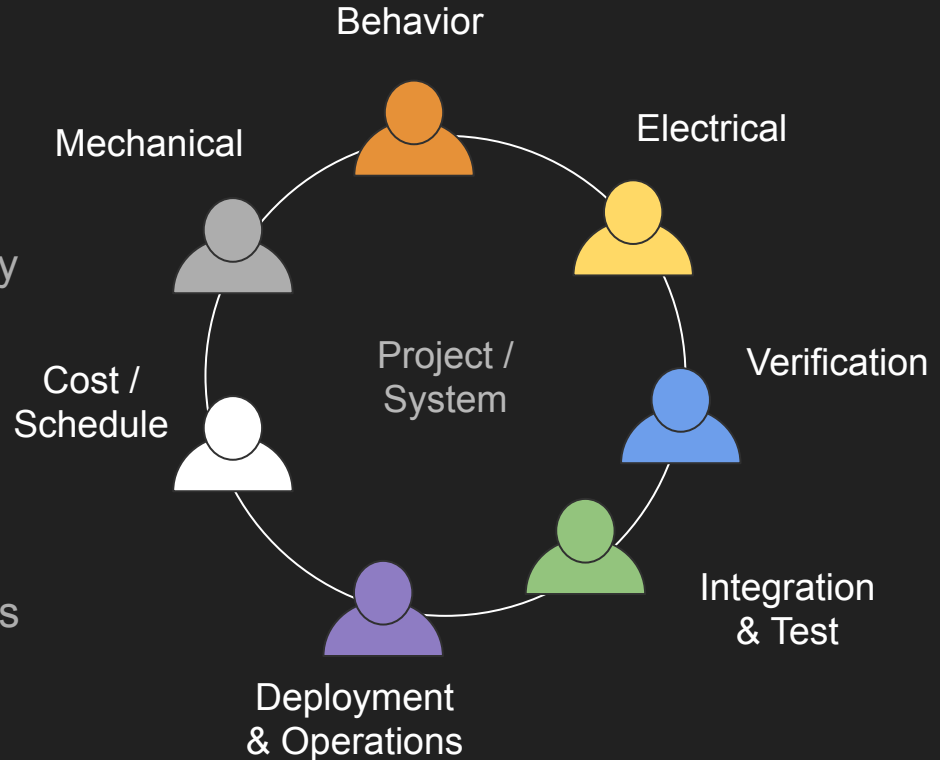 Behavior
Mechanical
Electrical
y
Project /
System
Verification
Cost /
Schedule
s
Integration
& Test
Deployment
& Operations